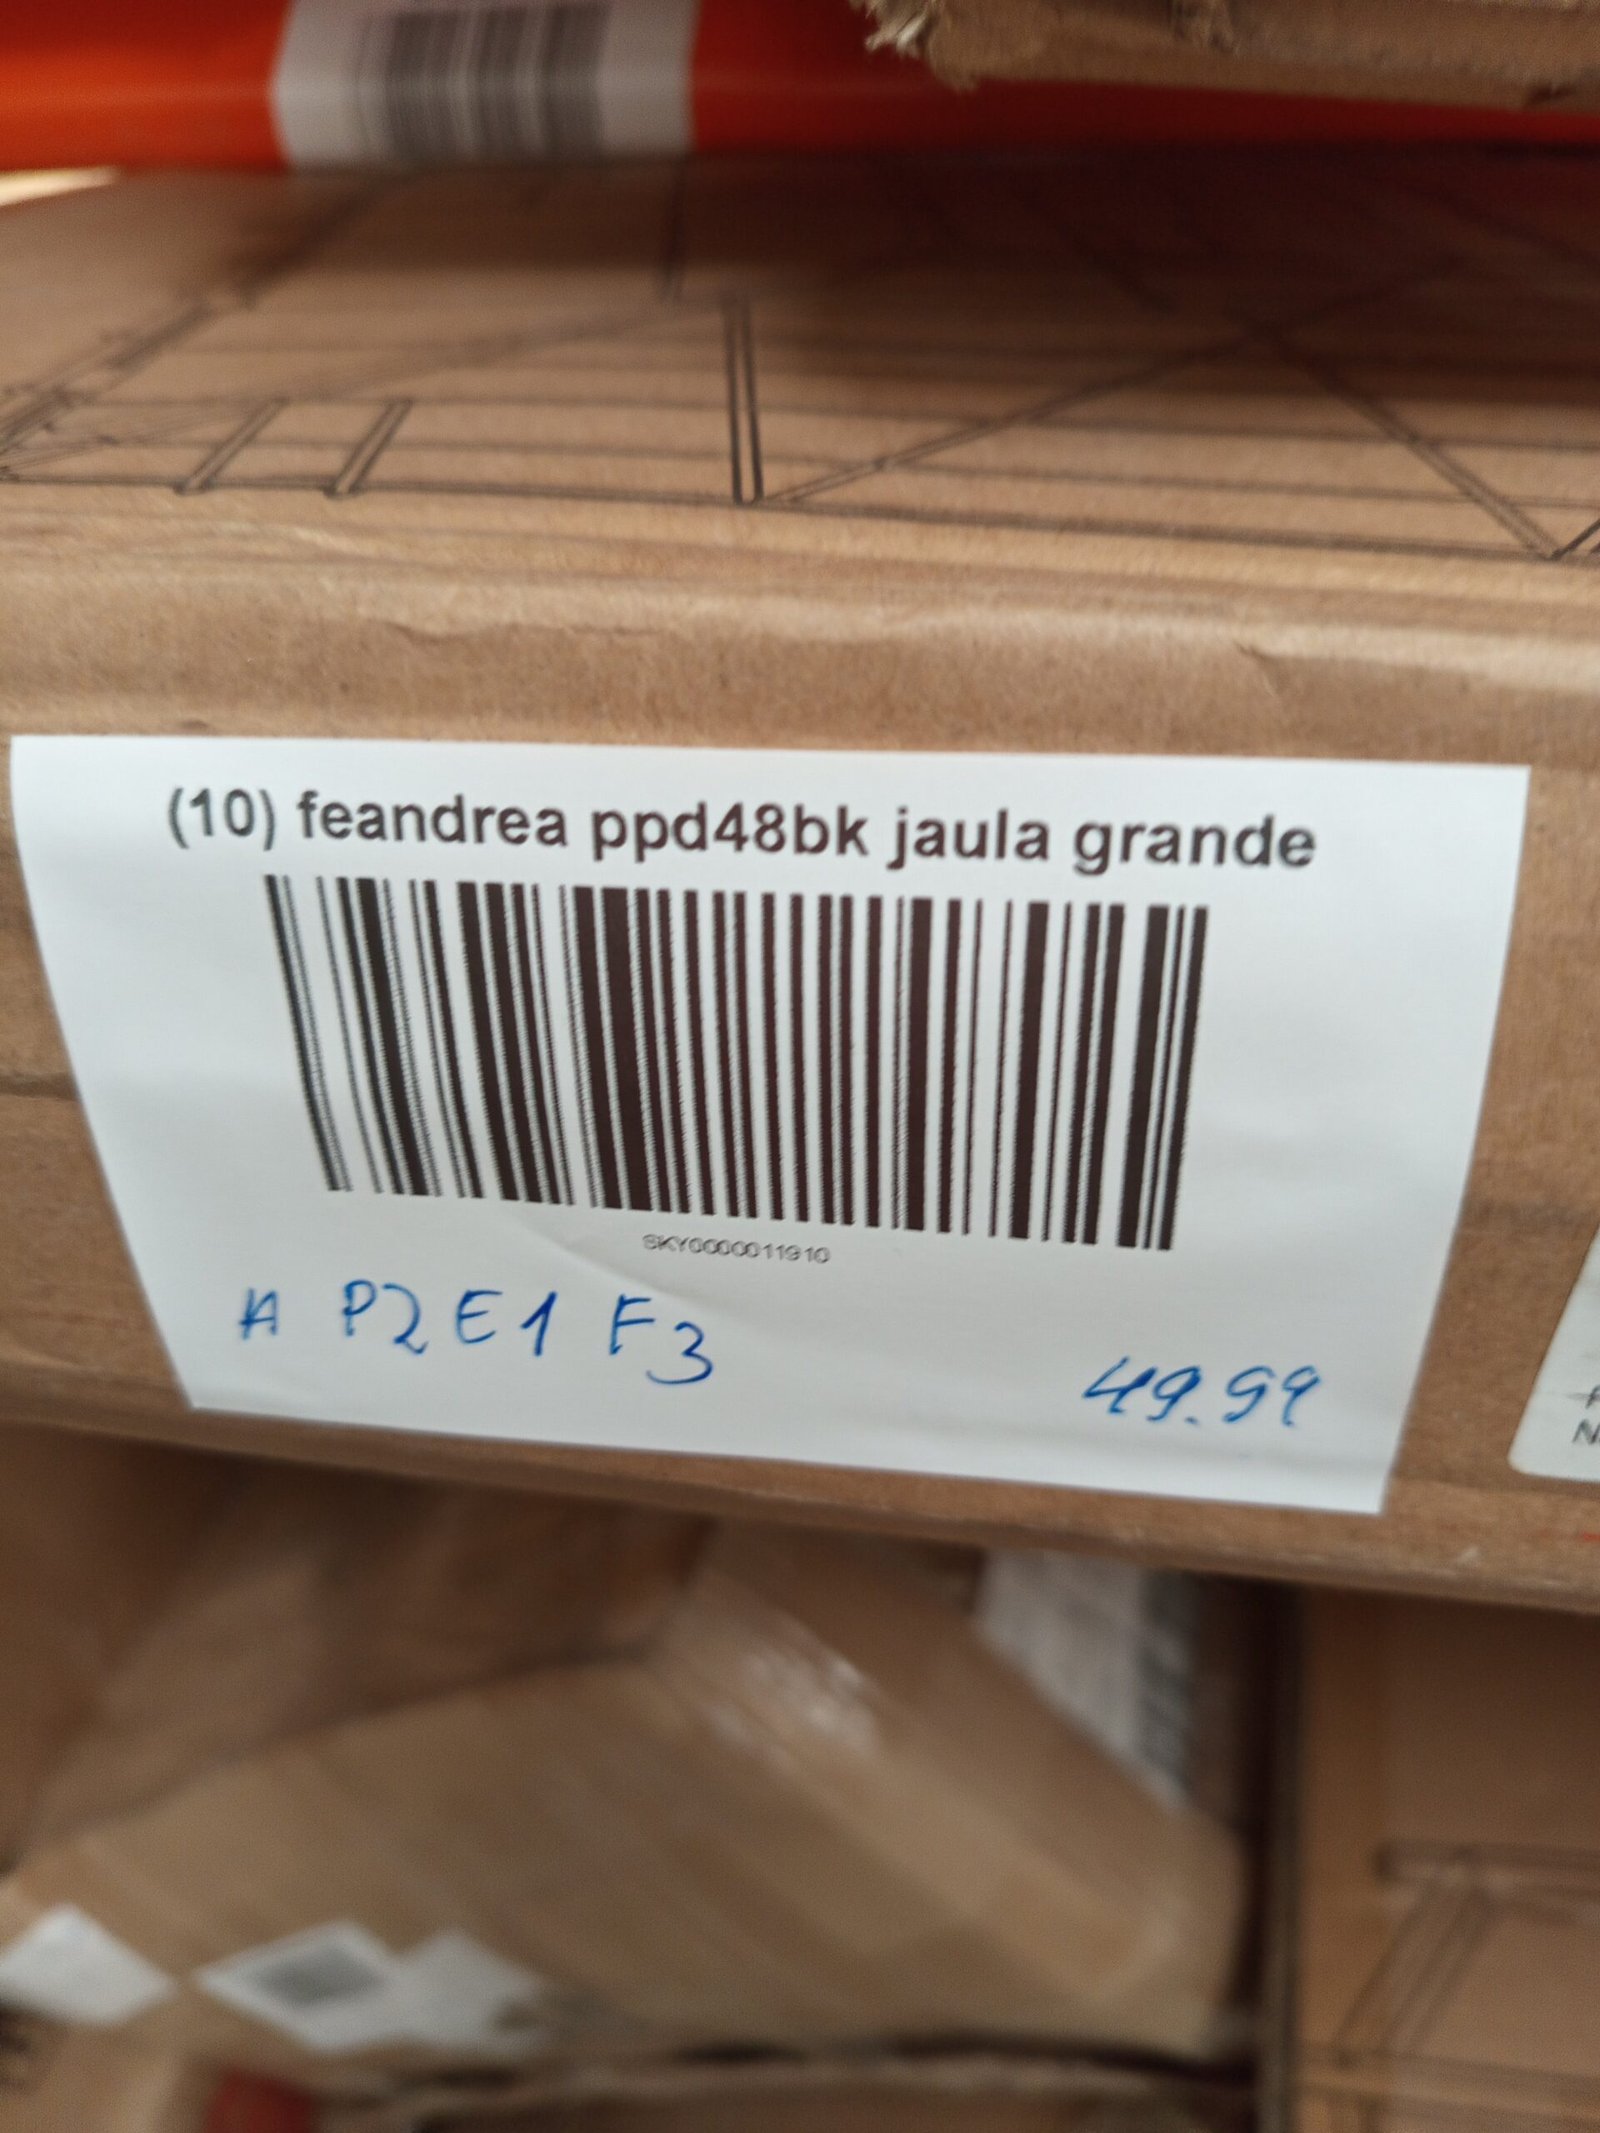 (10) feandrea ppd48bk jaula grande
SKY0000011910
A P2 E1 F3
49.99